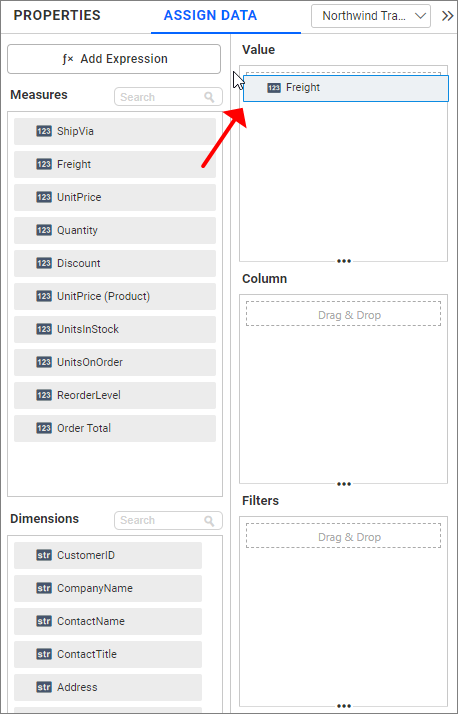 PROPERTIES
ASSIGN DATA
Northwind Tra...
ƒ× Add Expression
Measures
Search
123 ShipVia
123 Freight
123 UnitPrice
123 Quantity
123 Discount
123 UnitPrice (Product)
123 UnitsInStock
123 UnitsOnOrder
123 ReorderLevel
123 Order Total
Dimensions
Search
str CustomerID
str CompanyName
str ContactName
str ContactTitle
str Address
Value
123 Freight
Column
Drag & Drop
Filters
Drag & Drop